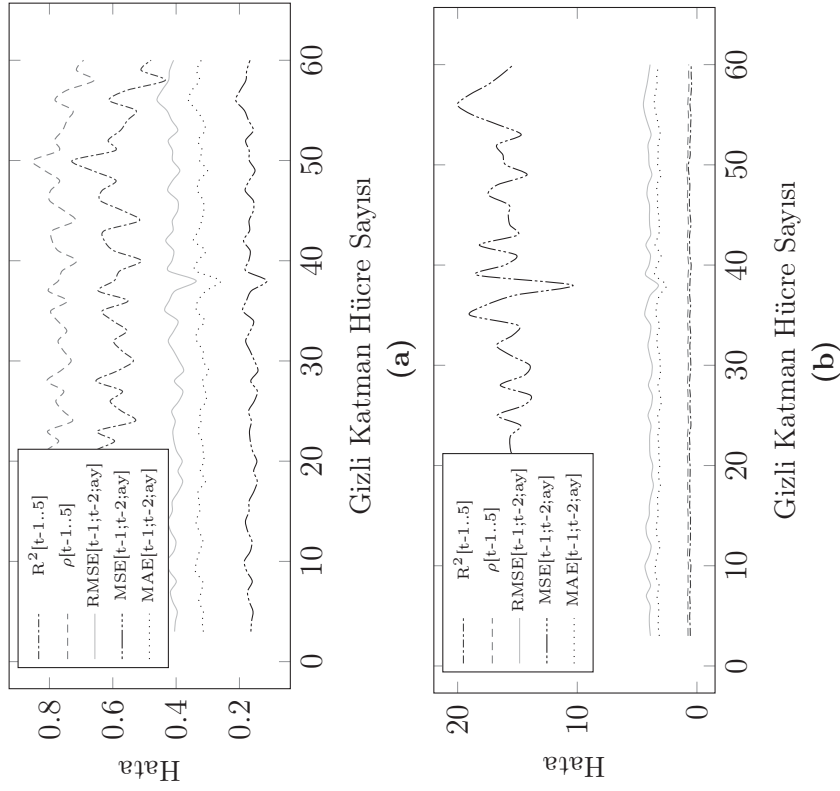 0.2
0.4
0.6
0.8
Hata
0
10
20
30
40
50
60
Gizli Katman Hücre Sayısı
R²[t-1..5]
ρ[t-1..5]
RMSE[t-1;t-2;ay]
MSE[t-1;t-2;ay]
MAE[t-1;t-2;ay]
(a)
0
10
20
Hata
0
10
20
30
40
50
60
Gizli Katman Hücre Sayısı
R²[t-1..5]
ρ[t-1..5]
RMSE[t-1;t-2;ay]
MSE[t-1;t-2;ay]
MAE[t-1;t-2;ay]
(b)